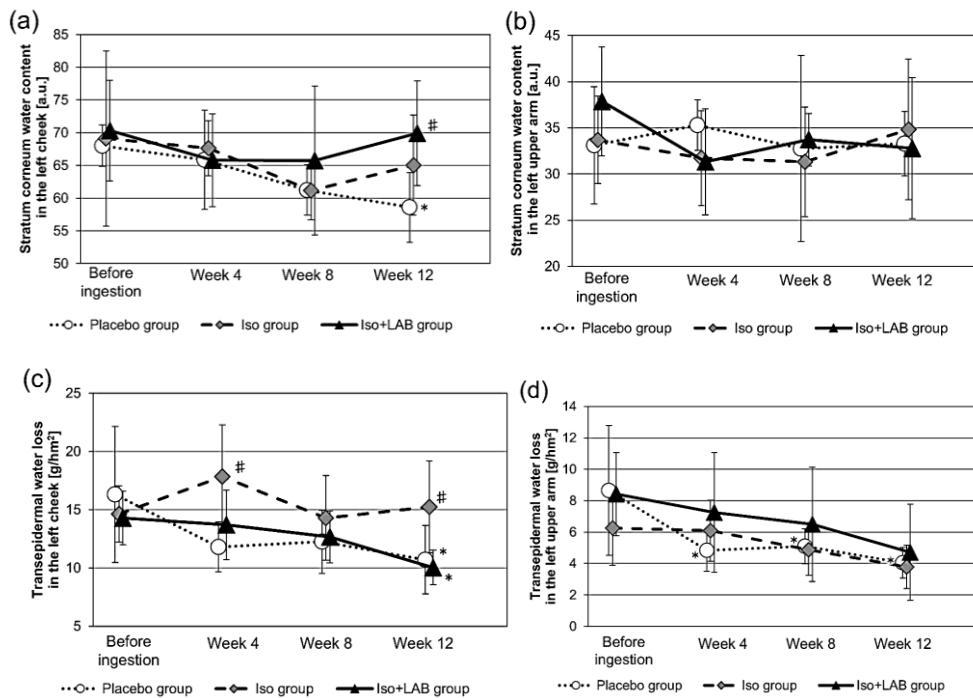 (a)
Stratum corneum water content
in the left cheek [a.u.]
85
80
75
70
65
60
55
50
♯
*
Before
ingestion
Week 4
Week 8
Week 12
Placebo group
Iso group
Iso+LAB group
(b)
Stratum corneum water content
in the left upper arm [a.u.]
45
40
35
30
25
20
Before
ingestion
Week 4
Week 8
Week 12
Placebo group
Iso group
Iso+LAB group
(c)
Transepidermal water loss
in the left cheek [g/hm²]
25
20
15
10
5
♯
♯
*
*
Before
ingestion
Week 4
Week 8
Week 12
Placebo group
Iso group
Iso+LAB group
(d)
Transepidermal water loss
in the left upper arm [g/hm²]
14
12
10
8
6
4
2
0
*
*
*
Before
ingestion
Week 4
Week 8
Week 12
Placebo group
Iso group
Iso+LAB group